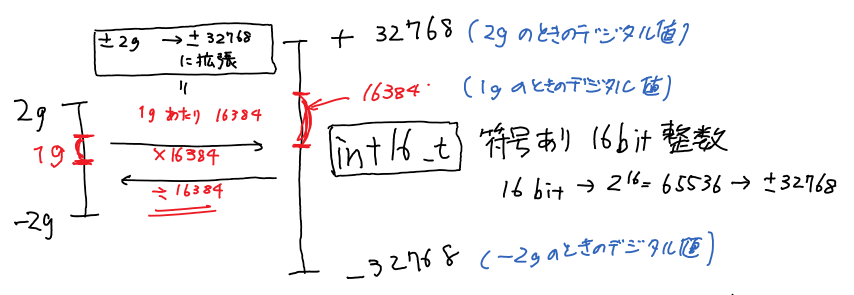 ±2g → ±32768
に拡張
=
1g あたり 16384
2g
1g
-2g
×16384
÷ 16384
+ 32768 (2g のときのデジタル値)
16384 (1g のときのデジタル値)
int16_t 符号あり 16bit 整数
16 bit → 2^16 = 65536 → ±32768
-32768 (-2g のときのデジタル値)